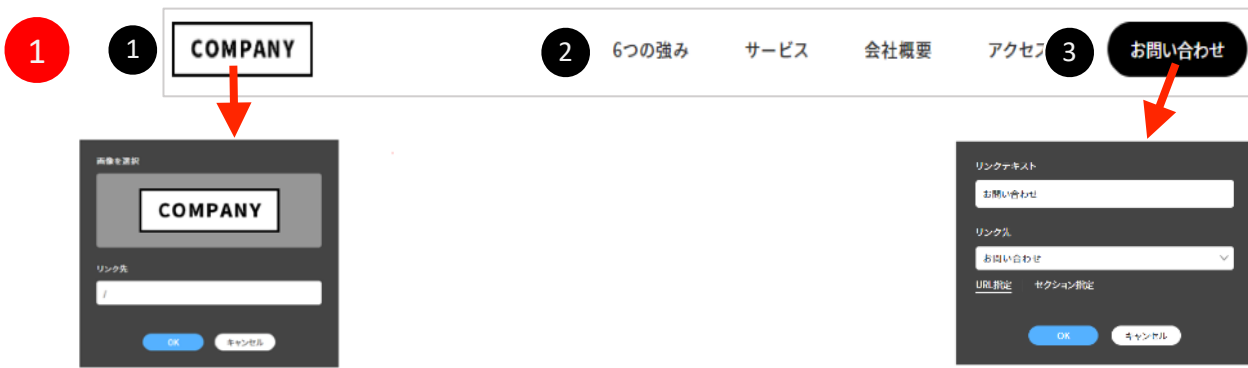 1
1
COMPANY
2
6つの強み
サービス
会社概要
アクセス
3
お問い合わせ
画像を選択
COMPANY
リンク先
/
OK
キャンセル
リンクテキスト
お問い合わせ
リンク先
お問い合わせ
URL指定
セクション指定
OK
キャンセル